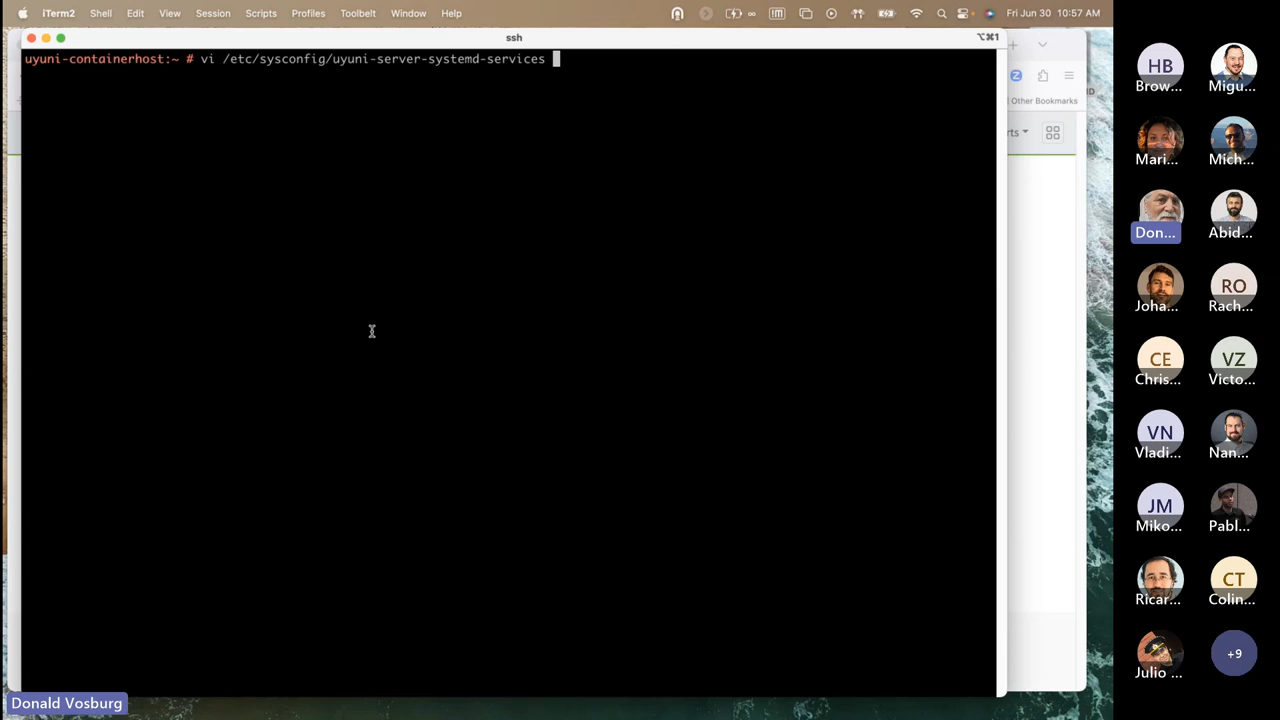 iTerm2 Shell Edit View Session Scripts Profiles Toolbelt Window Help Fri Jun 30 10:57 AM
ssh
⌥⌘1
uyuni-containerhost:~ # vi /etc/sysconfig/uyuni-server-systemd-services
Other Bookmarks
rts
HB
Brow...
Migu...
Mari...
Mich...
Don...
Abid...
Joha...
RO
Rach...
CE
Chris...
VZ
Victo...
VN
Vladi...
Nan...
JM
Miko...
Pabl...
Ricar...
CT
Colin...
Julio ...
+9
Donald Vosburg